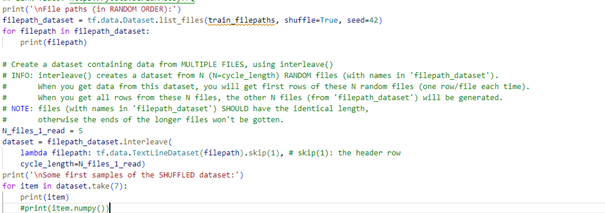 print('\nFile paths (in RANDOM ORDER):')
filepath_dataset = tf.data.Dataset.list_files(train_filepaths, shuffle=True, seed=42)
for filepath in filepath_dataset:
    print(filepath)

# Create a dataset containing data from MULTIPLE FILES, using interleave()
# INFO: interleave() creates a dataset from N (N=cycle_length) RANDOM files (with names in 'filepath_dataset').
#       When you get data from this dataset, you will get first rows of these N random files (one row/file each time).
#       When you get all rows from these N files, the other N files (from 'filepath_dataset') will be generated.
# NOTE: files (with names in 'filepath_dataset') SHOULD have the identical length,
#       otherwise the ends of the longer files won't be gotten.
N_files_1_read = 5
dataset = filepath_dataset.interleave(
    lambda filepath: tf.data.TextLineDataset(filepath).skip(1), # skip(1): the header row
    cycle_length=N_files_1_read)
print('\nSome first samples of the SHUFFLED dataset:')
for item in dataset.take(7):
    print(item)
    #print(item.numpy())